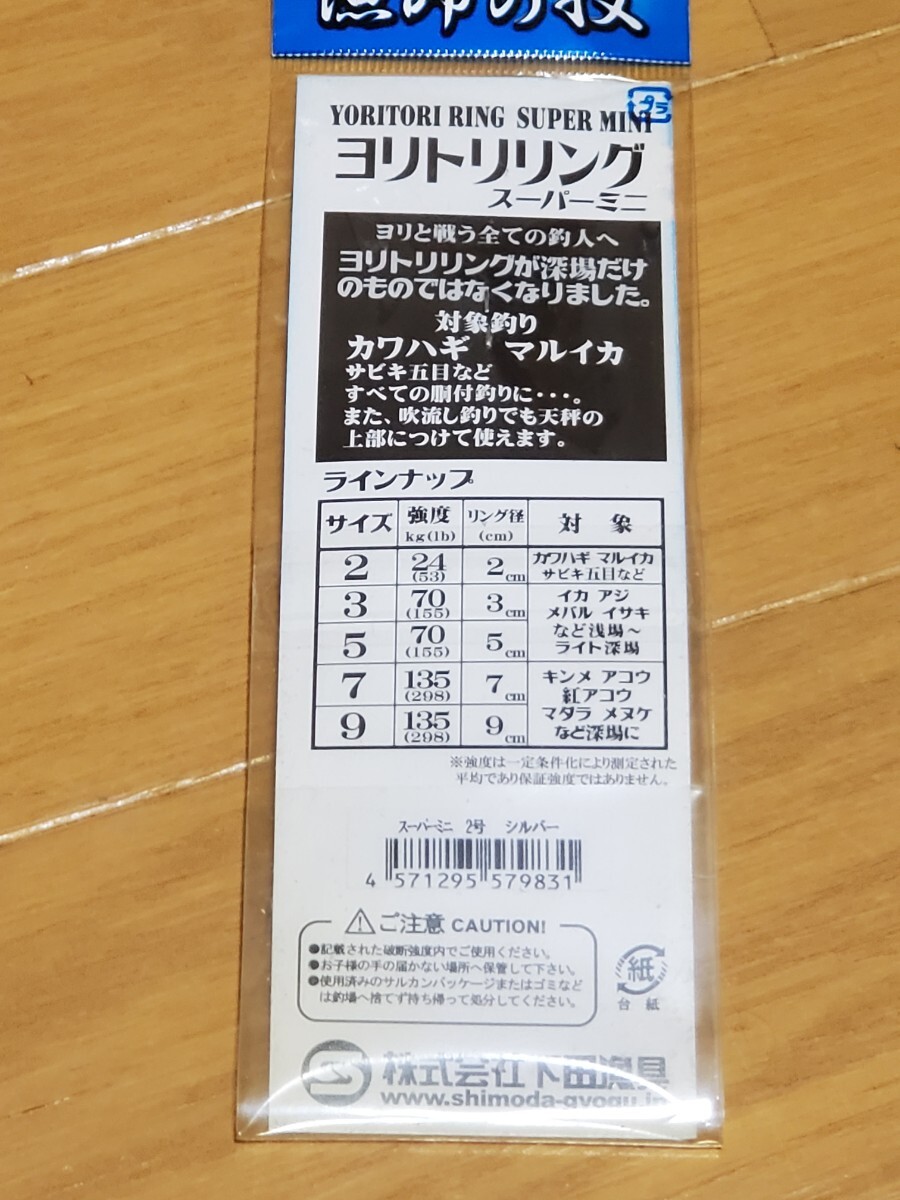 漁師の技
プラ
YORITORI RING SUPER MINI
ヨリトリリング
スーパーミニ
ヨリと戦う全ての釣人へ
ヨリトリリングが深場だけ
のものではなくなりました。
対象釣り
カワハギ マルイカ
サビキ五目など
すべての胴付釣りに・・・。
また、吹流し釣りでも天秤の
上部につけて使えます。
ラインナップ
サイズ 強度 kg(lb) リング径 (cm) 対象
2 24 (53) 2cm カワハギ マルイカ サビキ五目など
3 70 (155) 3cm イカ アジ メバル イサキ
5 70 (155) 5cm など浅場～ ライト深場
7 135 (298) 7cm キンメ アコウ 紅アコウ
9 135 (298) 9cm マダラ メヌケ など深場に
※強度は一定条件化により測定された
平均であり保証強度ではありません。
スーパーミニ 2号 シルバー
4 571295 579831
ご注意 CAUTION!
●記載された破断強度内でご使用ください。
●お子様の手の届かない場所へ保管して下さい。
●使用済みのサルカンパッケージまたはゴミなど
は釣場へ捨てず持ち帰って処分してください。
紙
台紙
株式会社下田漁具
www.shimoda-gyogu.jp